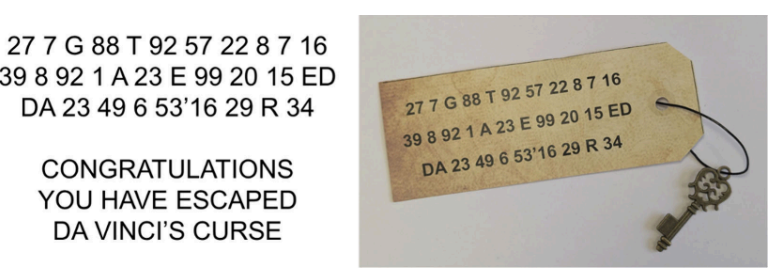 27 7 G 88 T 92 57 22 8 7 16
39 8 92 1 A 23 E 99 20 15 ED
DA 23 49 6 53’16 29 R 34
CONGRATULATIONS
YOU HAVE ESCAPED
DA VINCI’S CURSE
27 7 G 88 T 92 57 22 8 7 16
39 8 92 1 A 23 E 99 20 15 ED
DA 23 49 6 53’16 29 R 34